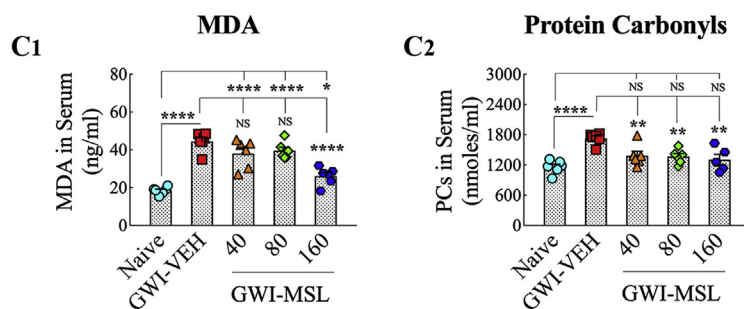 C1
MDA
**** **** *
**** NS NS
****
MDA in Serum
(ng/ml)
80
60
40
20
0
Naive
GWI-VEH
40
80
160
GWI-MSL
C2
Protein Carbonyls
NS NS NS
****
** ** **
PCs in Serum
(nmoles/ml)
3000
2400
1800
1200
600
0
Naive
GWI-VEH
40
80
160
GWI-MSL